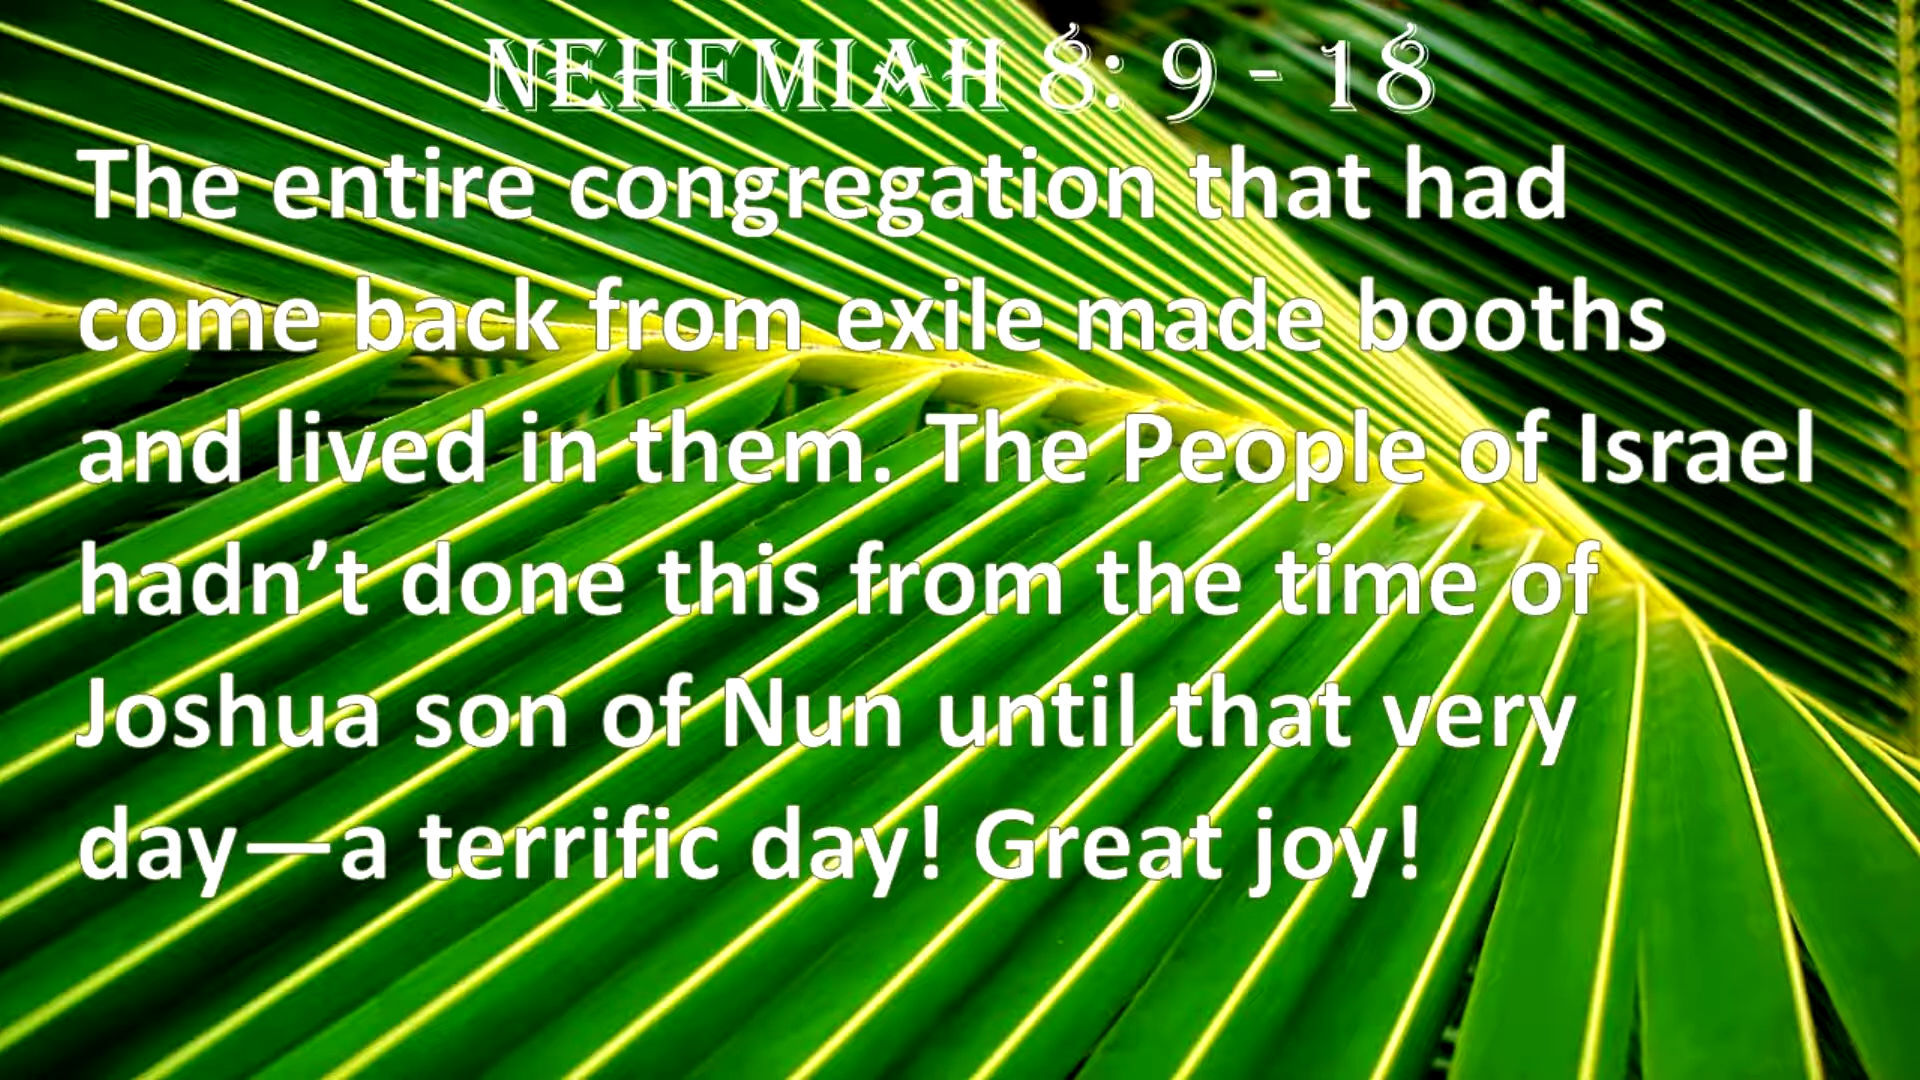 NEHEMIAH 8: 9 - 18
The entire congregation that had
come back from exile made booths
and lived in them. The People of Israel
hadn’t done this from the time of
Joshua son of Nun until that very
day—a terrific day! Great joy!